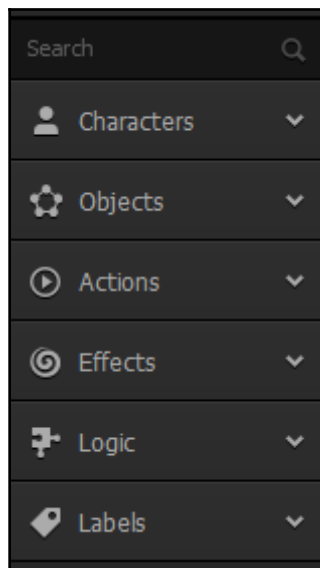 Search
Characters
Objects
Actions
Effects
Logic
Labels